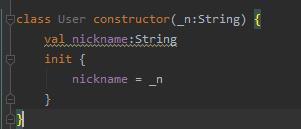 class User constructor(_n:String) {
    val nickname:String
    init {
        nickname = _n
    }
}